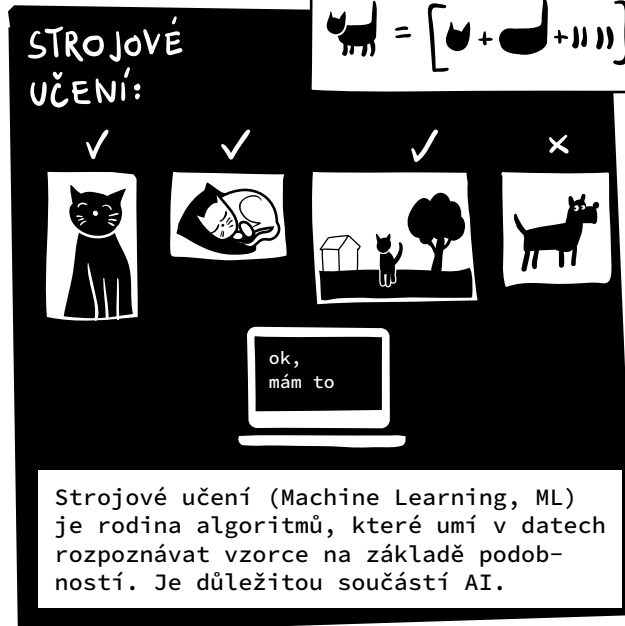 STROJOVÉ
UČENÍ:
ok,
mám to
Strojové učení (Machine Learning, ML)
je rodina algoritmů, které umí v datech
rozpoznávat vzorce na základě podob-
ností. Je důležitou součástí AI.